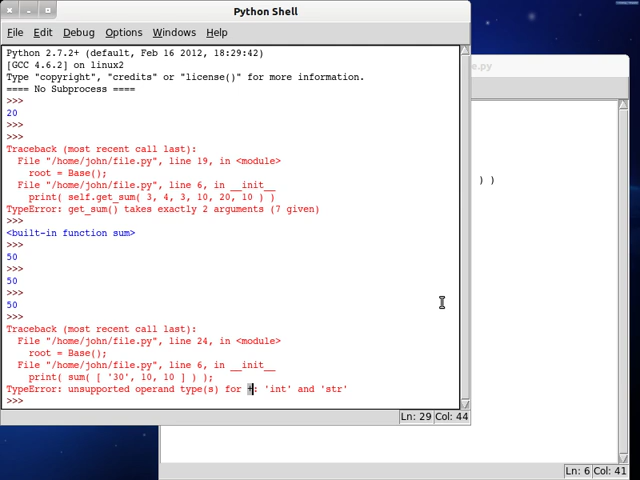 Python Shell
File Edit Debug Options Windows Help
Python 2.7.2+ (default, Feb 16 2012, 18:29:42)
[GCC 4.6.2] on linux2
Type "copyright", "credits" or "license()" for more information.
==== No Subprocess ====
>>>
20
>>>
>>>
Traceback (most recent call last):
File "/home/john/file.py", line 19, in <module>
root = Base();
File "/home/john/file.py", line 6, in __init__
print( self.get_sum( 3, 4, 3, 10, 20, 10 ) )
TypeError: get_sum() takes exactly 2 arguments (7 given)
>>>
<built-in function sum>
>>>
50
>>>
50
>>>
50
>>>
Traceback (most recent call last):
File "/home/john/file.py", line 24, in <module>
root = Base();
File "/home/john/file.py", line 6, in __init__
print( sum( [ '30', 10, 10 ] ) );
TypeError: unsupported operand type(s) for +: 'int' and 'str'
>>>
Ln: 29 Col: 44
e.py
) )
Ln: 6 Col: 41